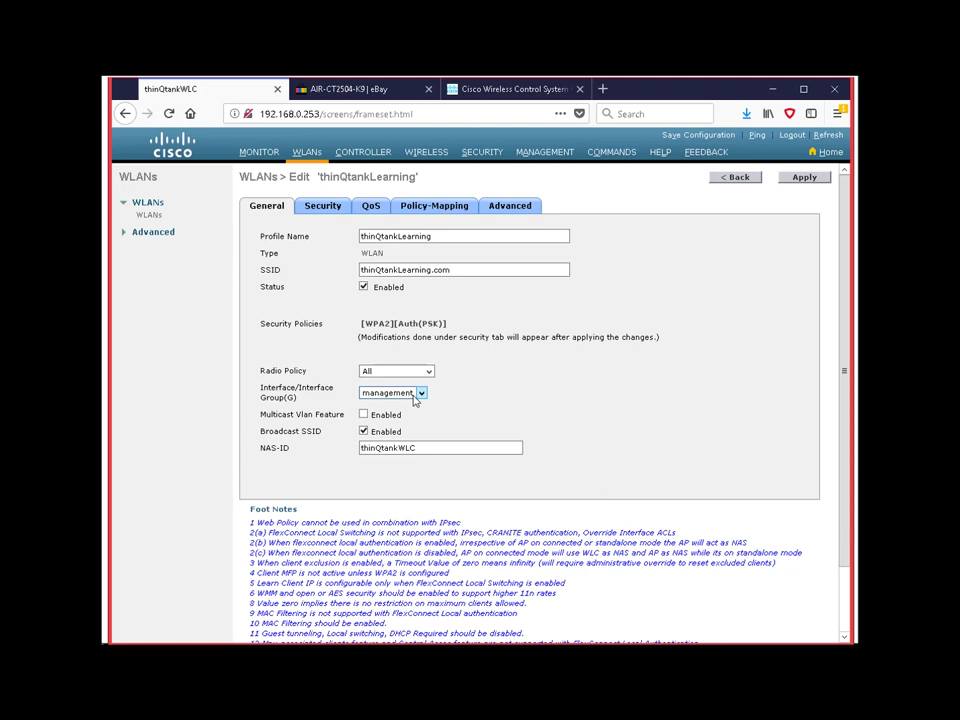 thinQtankWLC
AIR-CT2504-K9 | eBay
Cisco Wireless Control System
192.168.0.253/screens/frameset.html
Search
Save Configuration | Ping | Logout | Refresh
CISCO
MONITOR WLANs CONTROLLER WIRELESS SECURITY MANAGEMENT COMMANDS HELP FEEDBACK Home
WLANs
WLANs
WLANs
Advanced
WLANs > Edit 'thinQtankLearning'
< Back
Apply
General Security QoS Policy-Mapping Advanced
Profile Name thinQtankLearning
Type WLAN
SSID thinQtankLearning.com
Status Enabled
Security Policies [WPA2][Auth(PSK)]
(Modifications done under security tab will appear after applying the changes.)
Radio Policy All
Interface/Interface Group(G) management
Multicast Vlan Feature Enabled
Broadcast SSID Enabled
NAS-ID thinQtankWLC
Foot Notes
1 Web Policy cannot be used in combination with IPsec
2(a) FlexConnect Local Switching is not supported with IPsec, CRANITE authentication, Override Interface ACLs
2(b) When flexconnect local authentication is enabled, irrespective of AP on connected or standalone mode the AP will act as NAS
2(c) When flexconnect local authentication is disabled, AP on connected mode will use WLC as NAS and AP as NAS while its on standalone mode
3 When client exclusion is enabled, a Timeout Value of zero means infinity (will require administrative override to reset excluded clients)
4 Client MFP is not active unless WPA2 is configured
5 Learn Client IP is configurable only when FlexConnect Local Switching is enabled
6 WMM and open or AES security should be enabled to support higher 11n rates
8 Value zero implies there is no restriction on maximum clients allowed.
9 MAC Filtering is not supported with FlexConnect Local authentication
10 MAC Filtering should be enabled.
11 Guest tunneling, Local switching, DHCP Required should be disabled.